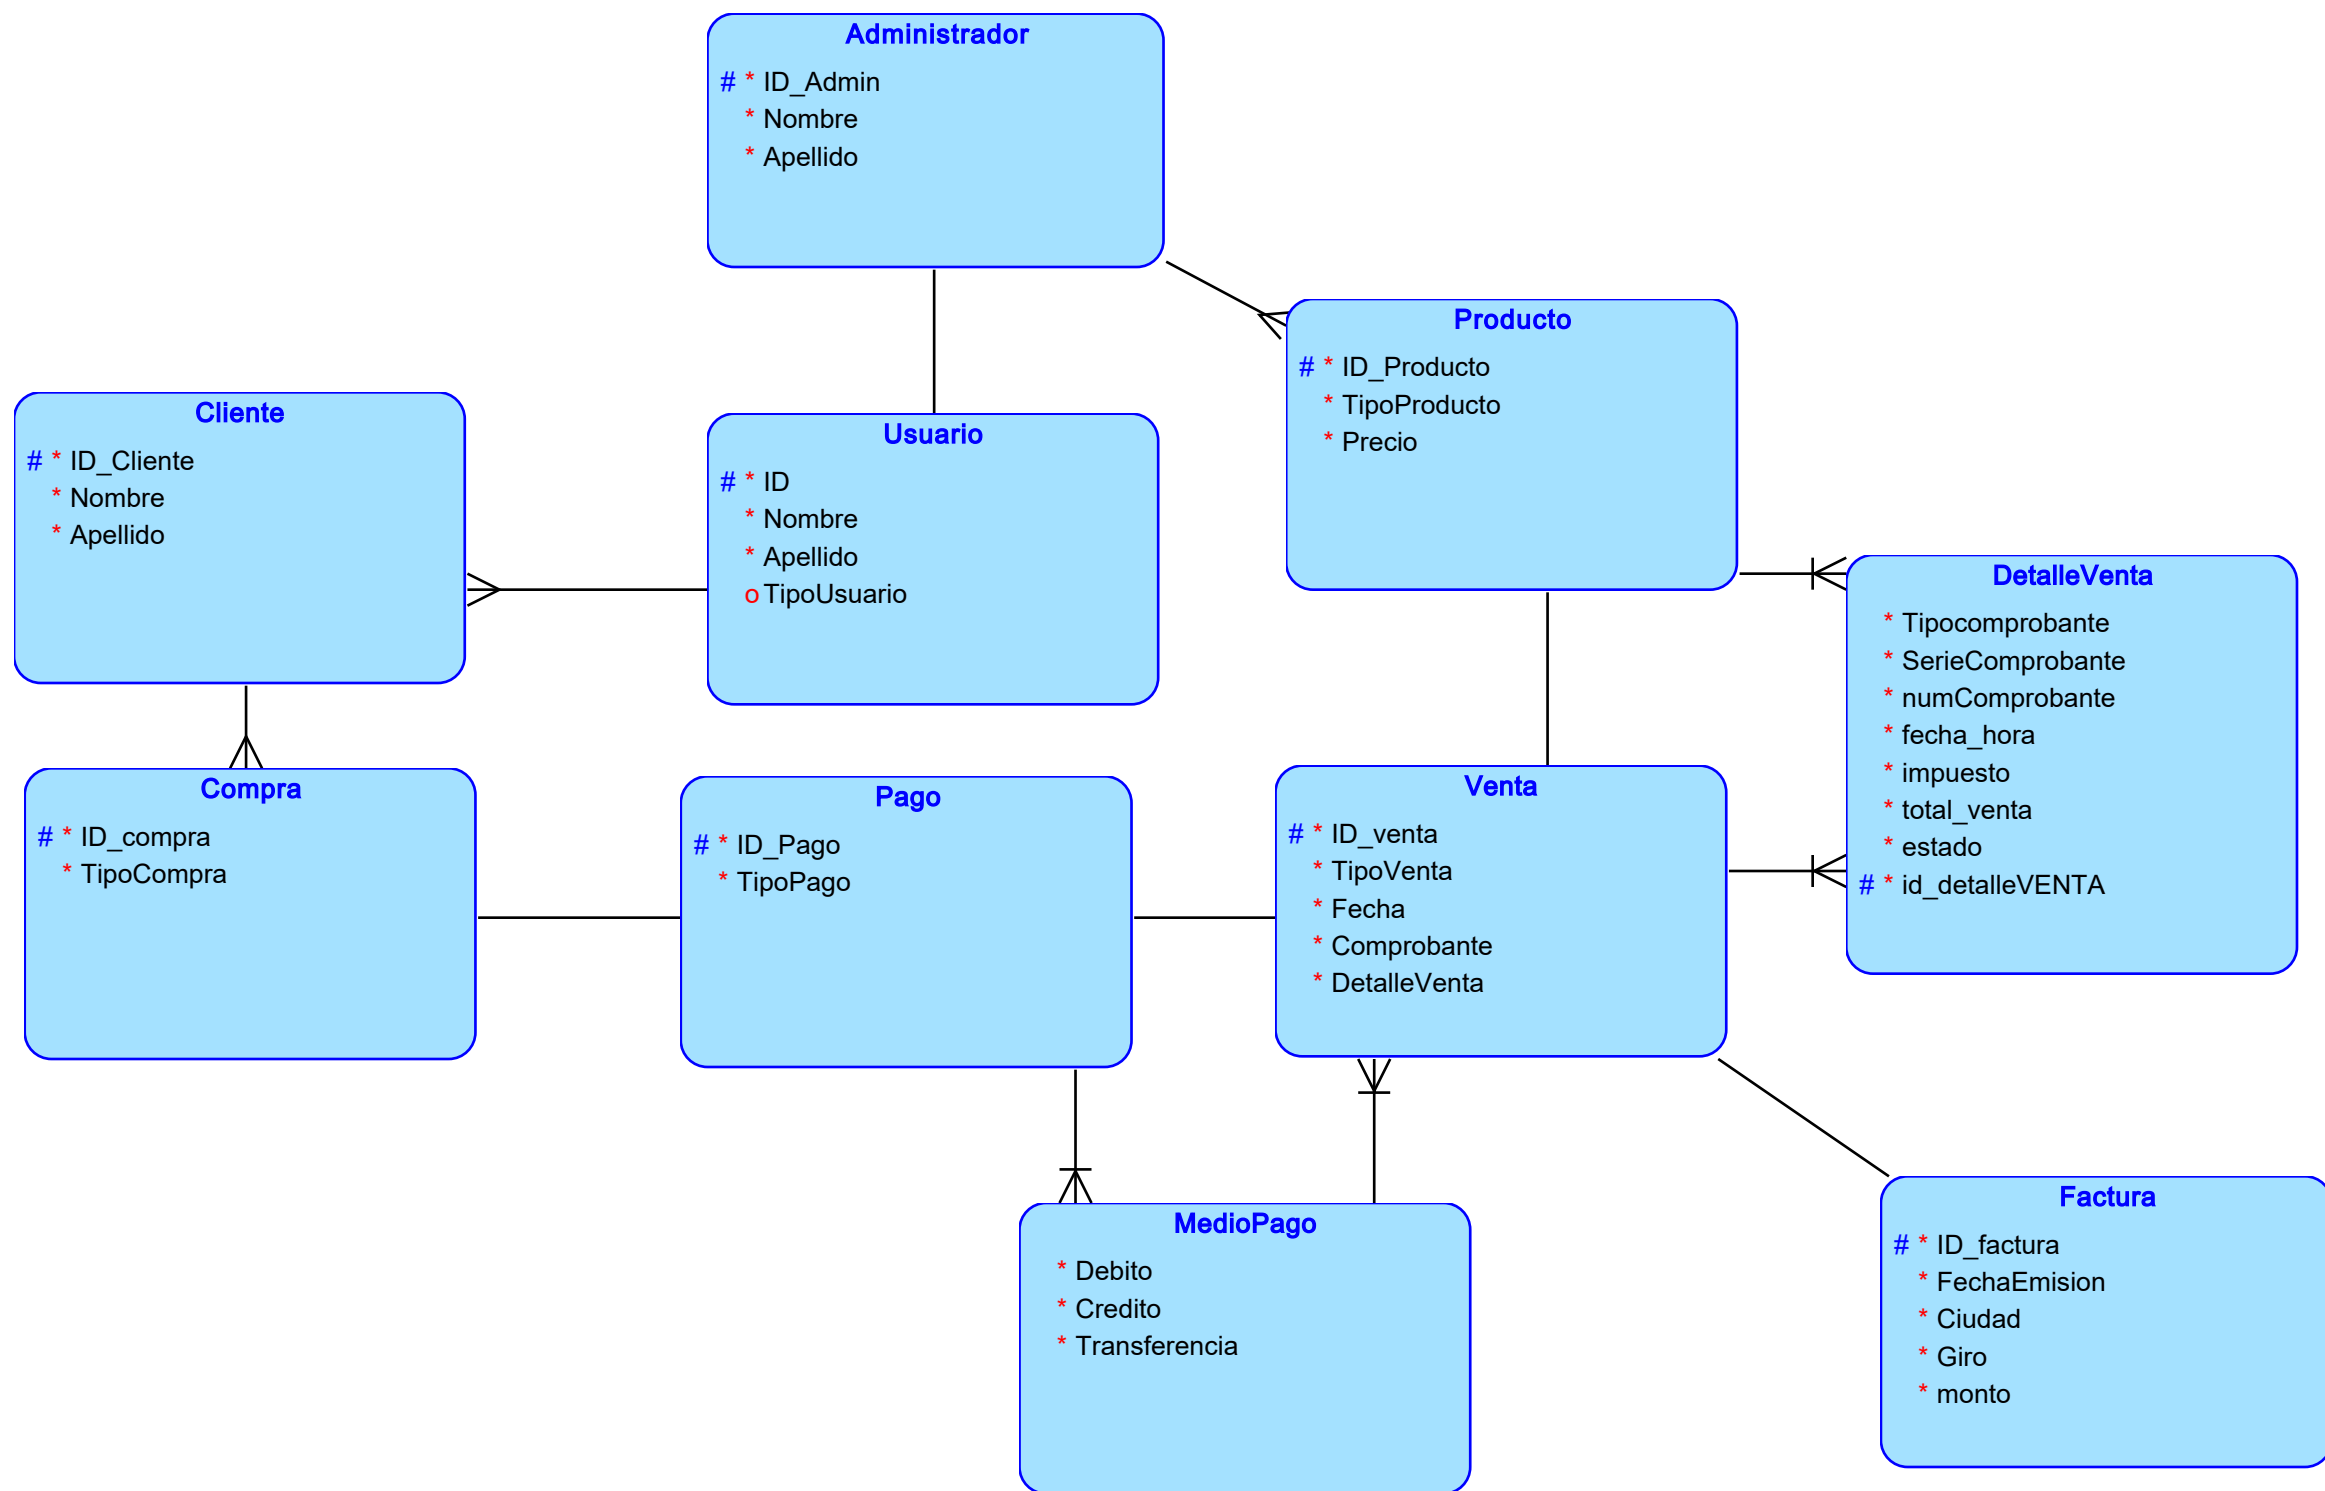 Administrador
# * ID_Admin
* Nombre
* Apellido
Producto
# * ID_Producto
* TipoProducto
* Precio
Cliente
# * ID_Cliente
* Nombre
* Apellido
Usuario
# * ID
* Nombre
* Apellido
o TipoUsuario
DetalleVenta
* Tipocomprobante
* SerieComprobante
* numComprobante
* fecha_hora
* impuesto
* total_venta
* estado
# * id_detalleVENTA
Compra
# * ID_compra
* TipoCompra
Pago
# * ID_Pago
* TipoPago
Venta
# * ID_venta
* TipoVenta
* Fecha
* Comprobante
* DetalleVenta
MedioPago
* Debito
* Credito
* Transferencia
Factura
# * ID_factura
* FechaEmision
* Ciudad
* Giro
* monto